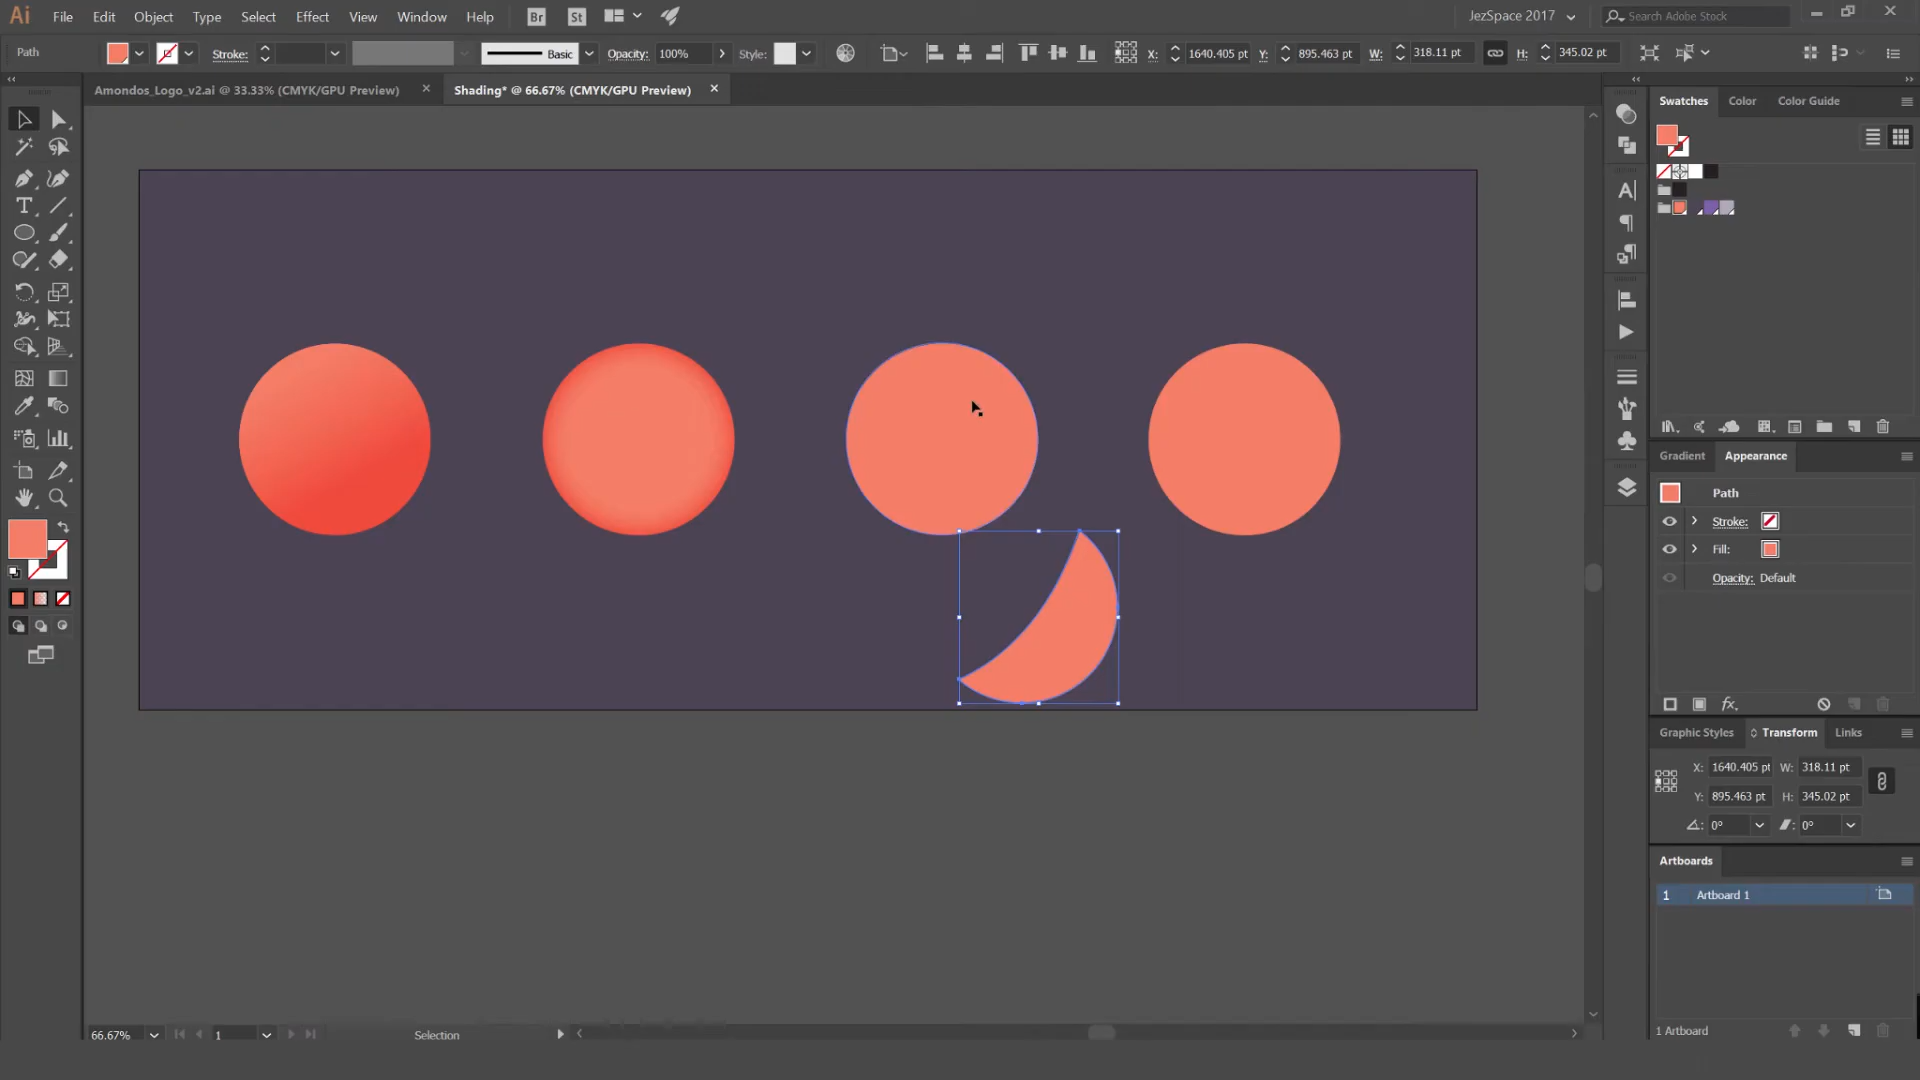 Ai File Edit Object Type Select Effect View Window Help Br St JezSpace 2017 Search Adobe Stock
Path Stroke: Basic Opacity: 100% Style: X: 1640.405 pt Y: 895.463 pt W: 318.11 pt H: 345.02 pt
Amondos_Logo_v2.ai @ 33.33% (CMYK/GPU Preview) Shading* @ 66.67% (CMYK/GPU Preview)
Swatches Color Color Guide
Gradient Appearance
Path
Stroke:
Fill:
Opacity: Default
fx
Graphic Styles Transform Links
X: 1640.405 pt W: 318.11 pt
Y: 895.463 pt H: 345.02 pt
0° 0°
Artboards
1 Artboard 1
1 Artboard
66.67% 1 Selection